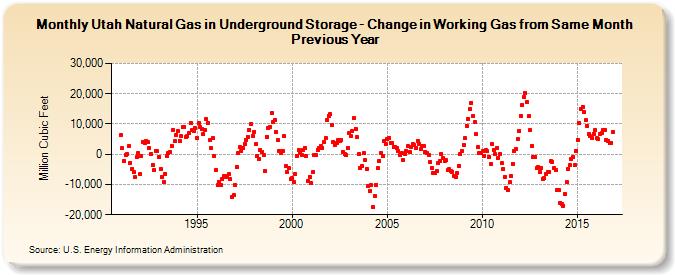 Monthly Utah Natural Gas in Underground Storage - Change in Working Gas from Same Month
Previous Year
Million Cubic Feet
30,000
20,000
10,000
0
-10,000
-20,000
1995
2000
2005
2010
2015
Source: U.S. Energy Information Administration